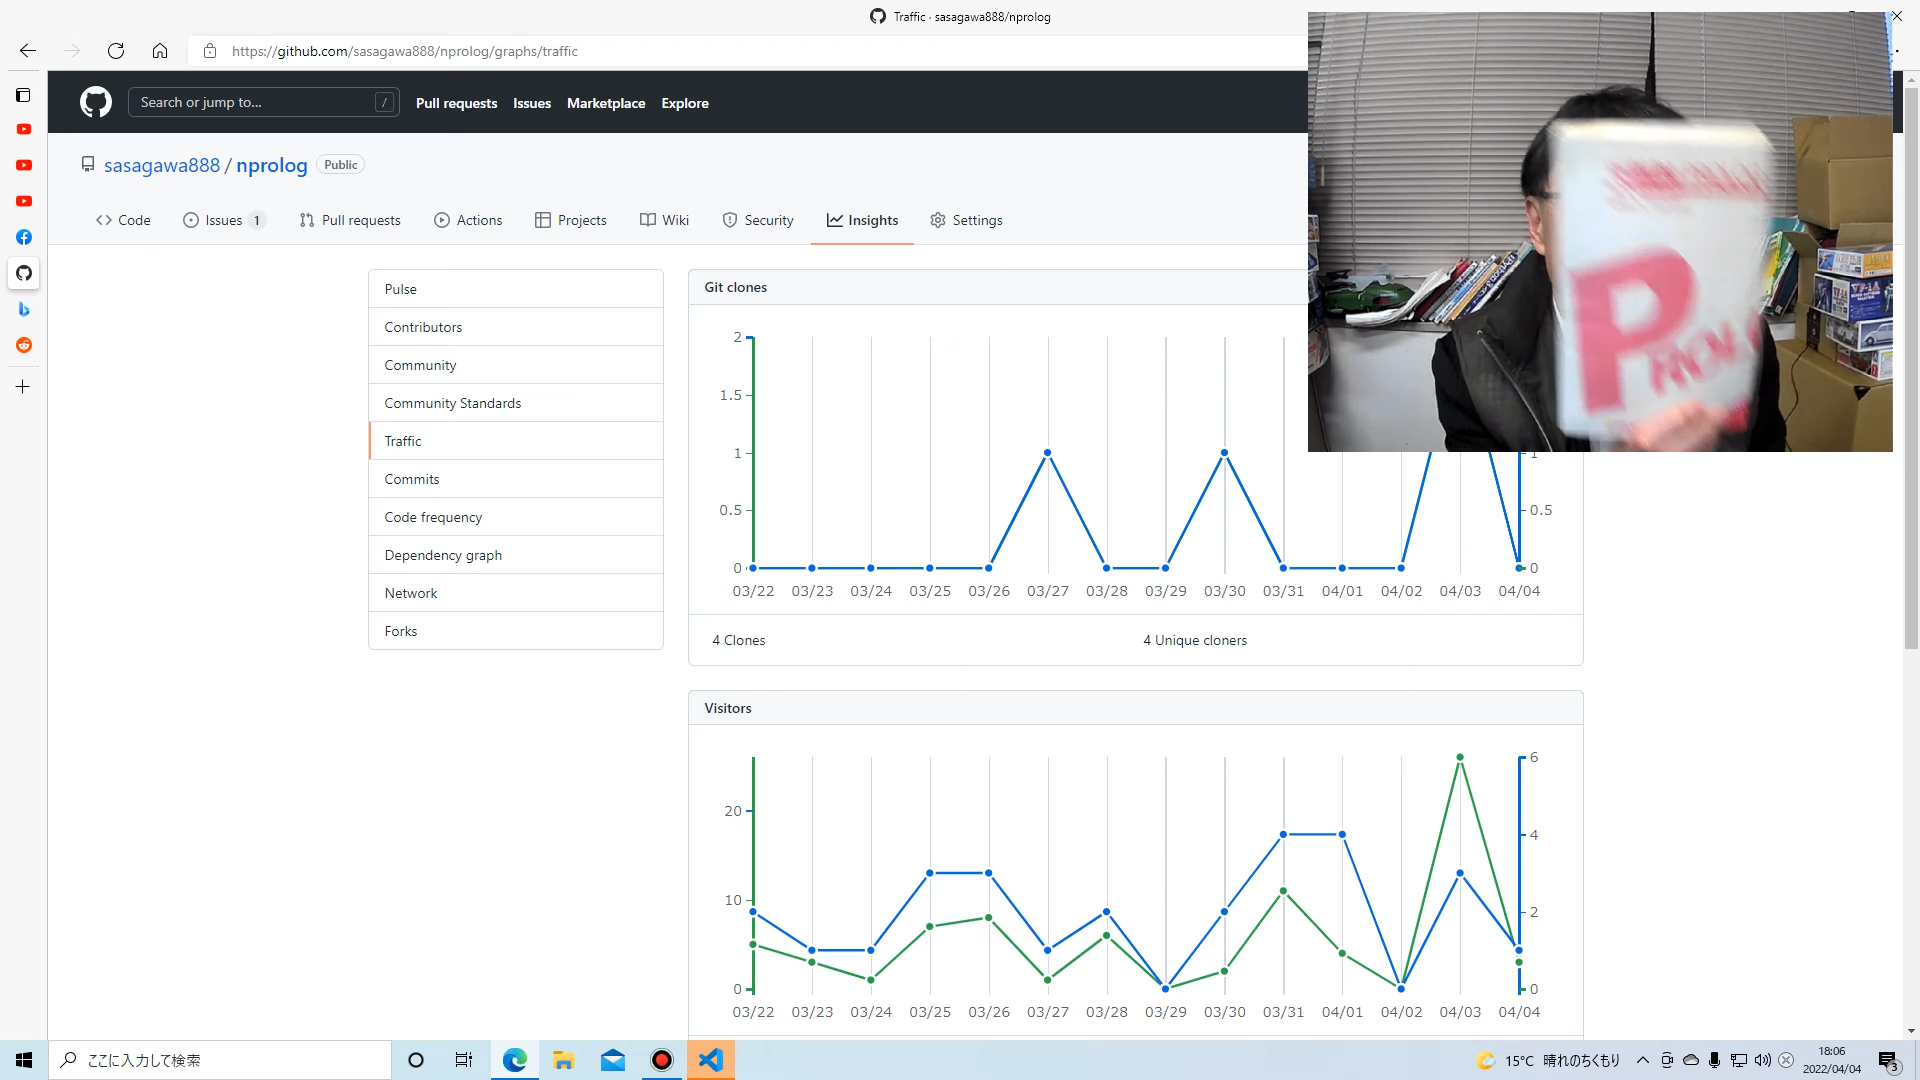 Traffic · sasagawa888/nprolog
https://github.com/sasagawa888/nprolog/graphs/traffic
Search or jump to... /
Pull requests Issues Marketplace Explore
sasagawa888 / nprolog Public
Code Issues 1 Pull requests Actions Projects Wiki Security Insights Settings
Pulse
Contributors
Community
Community Standards
Traffic
Commits
Code frequency
Dependency graph
Network
Forks
Git clones
2
1.5
1 1
0.5 0.5
0 0
03/22 03/23 03/24 03/25 03/26 03/27 03/28 03/29 03/30 03/31 04/01 04/02 04/03 04/04
4 Clones 4 Unique cloners
Visitors
6
20
4
10
2
0 0
03/22 03/23 03/24 03/25 03/26 03/27 03/28 03/29 03/30 03/31 04/01 04/02 04/03 04/04
ここに入力して検索
15°C 晴れのちくもり
18:06
2022/04/04
3